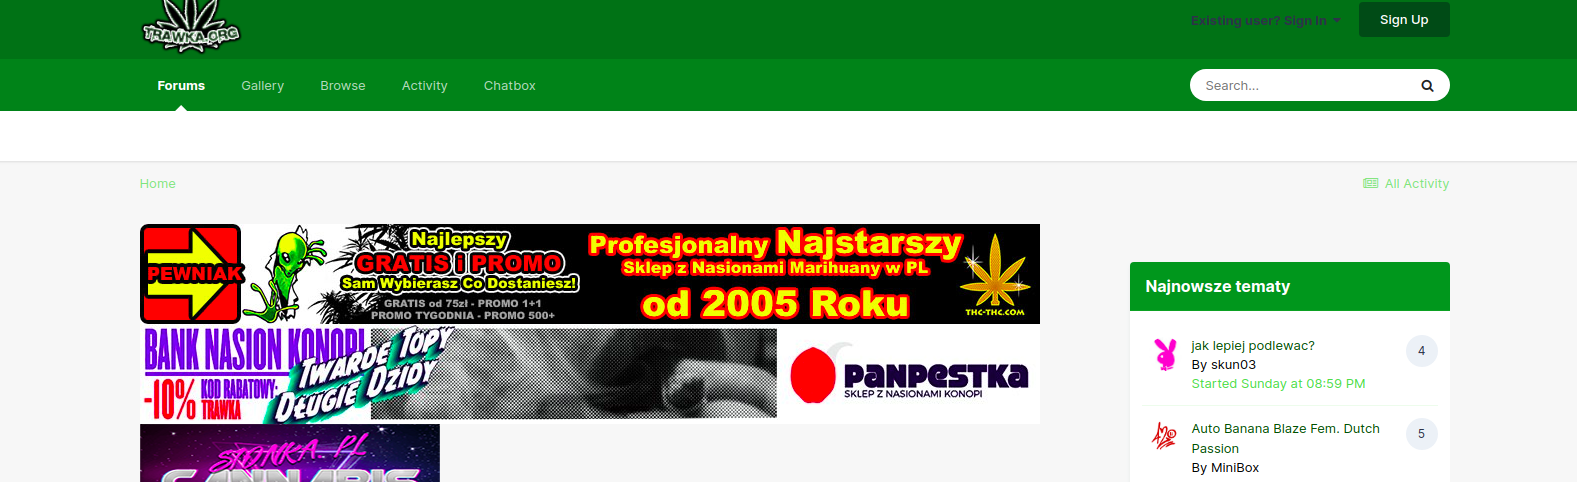 TRAWKA.ORG
Existing user? Sign In
Sign Up
Forums
Gallery
Browse
Activity
Chatbox
Search...
Home
All Activity
PEWNIAK
Najlepszy
GRATIS i PROMO
Sam Wybierasz Co Dostaniesz!
GRATIS od 75zł - PROMO 1+1
PROMO TYGODNIA - PROMO 500+
Profesjonalny Najstarszy
Sklep z Nasionami Marihuany w PL
od 2005 Roku
THC-THC.COM
BANK NASION KONOPI
-10% KOD RABATOWY:
TRAWKA
TWARDE TOPY
DŁUGIE DZIDY
PANPESTKA
SKLEP Z NASIONAMI KONOPI
CANNABIS
Najnowsze tematy
jak lepiej podlewac?
By skun03
Started Sunday at 08:59 PM
4
Auto Banana Blaze Fem. Dutch
Passion
By MiniBox
5